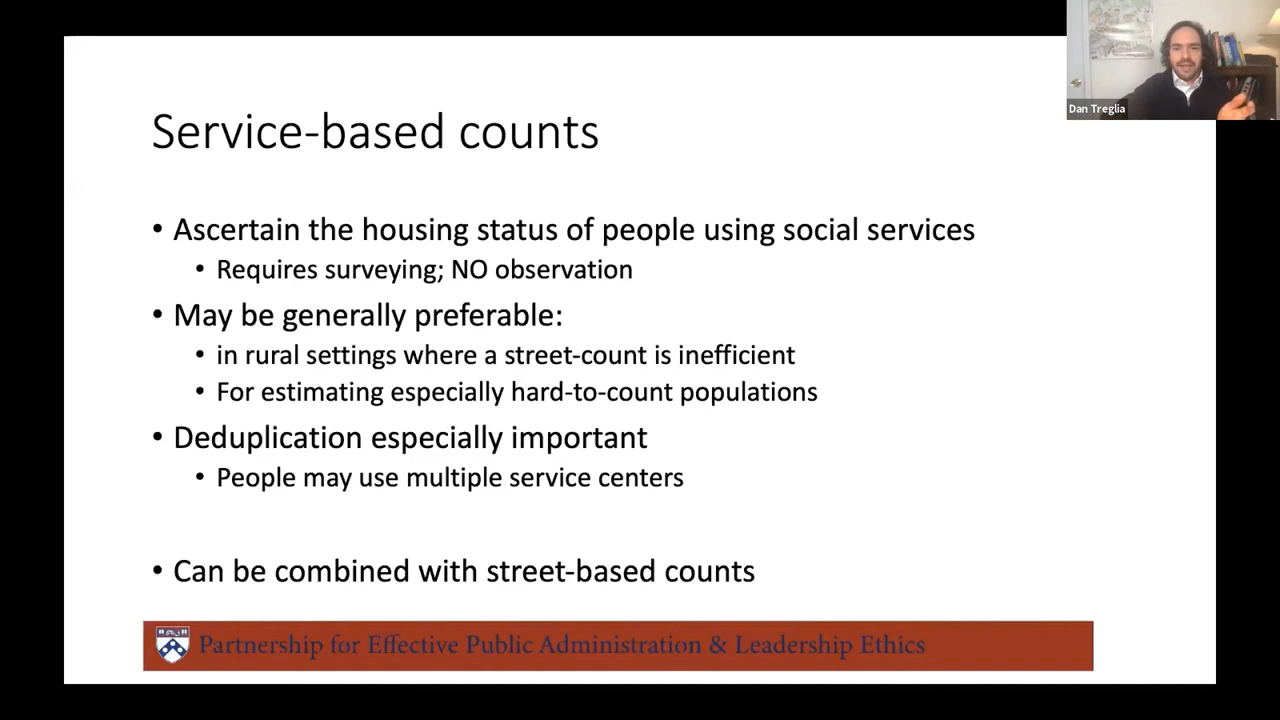 Dan Treglia
Service-based counts
• Ascertain the housing status of people using social services
• Requires surveying; NO observation
• May be generally preferable:
• in rural settings where a street-count is inefficient
• For estimating especially hard-to-count populations
• Deduplication especially important
• People may use multiple service centers
• Can be combined with street-based counts
Partnership for Effective Public Administration & Leadership Ethics